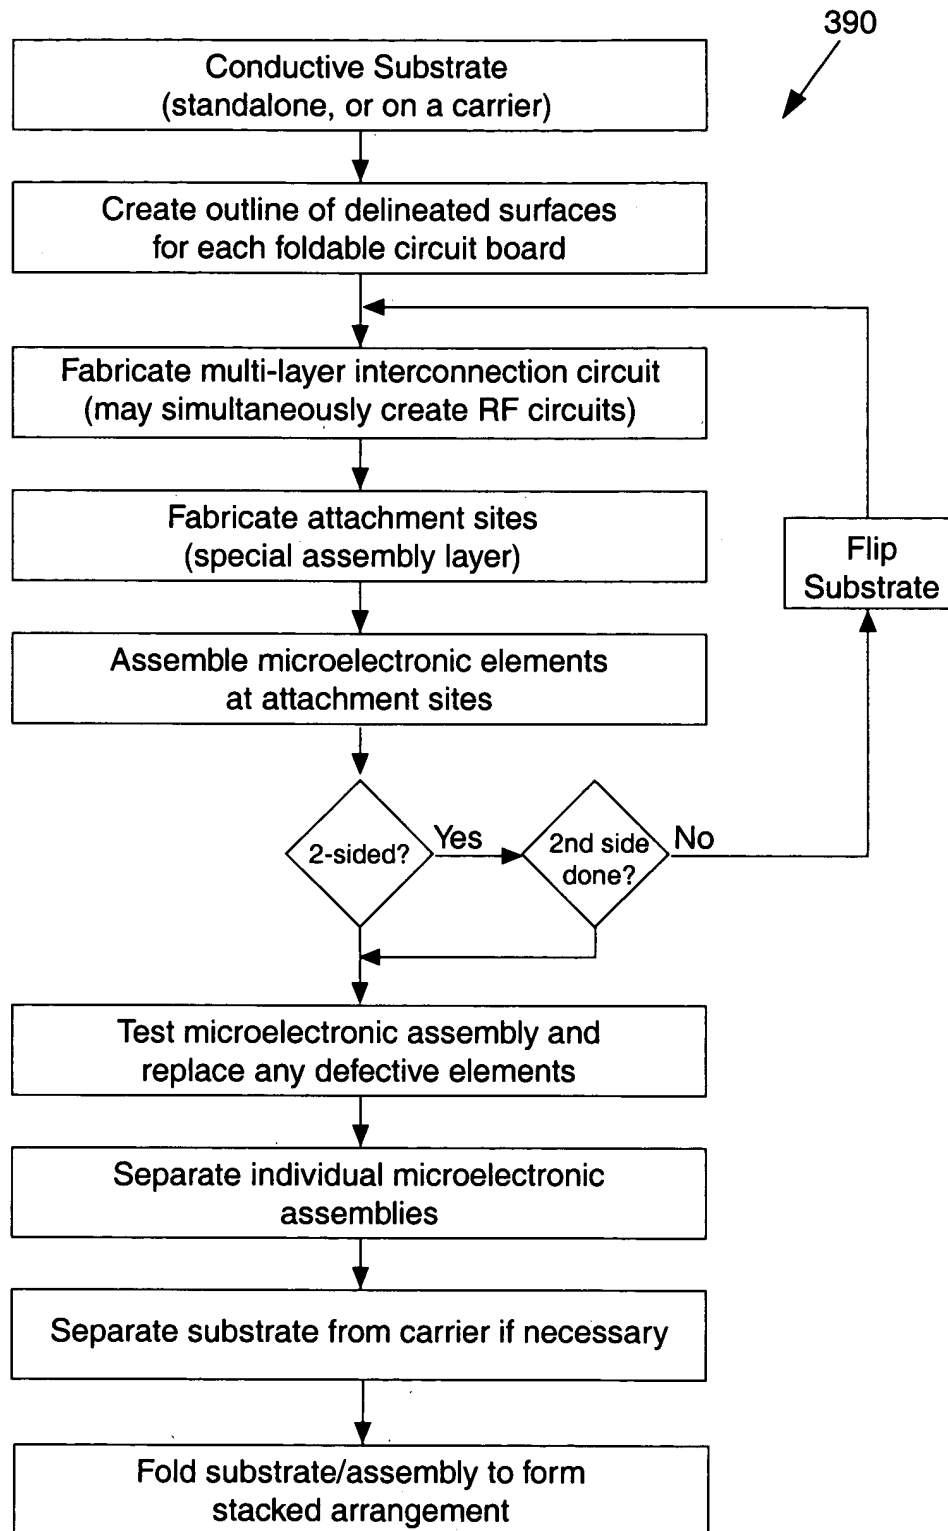 390
Conductive Substrate
(standalone, or on a carrier)
Create outline of delineated surfaces
for each foldable circuit board
Fabricate multi-layer interconnection circuit
(may simultaneously create RF circuits)
Fabricate attachment sites
(special assembly layer)
Flip
Substrate
Assemble microelectronic elements
at attachment sites
2-sided?
Yes
2nd side
done?
No
Test microelectronic assembly and
replace any defective elements
Separate individual microelectronic
assemblies
Separate substrate from carrier if necessary
Fold substrate/assembly to form
stacked arrangement